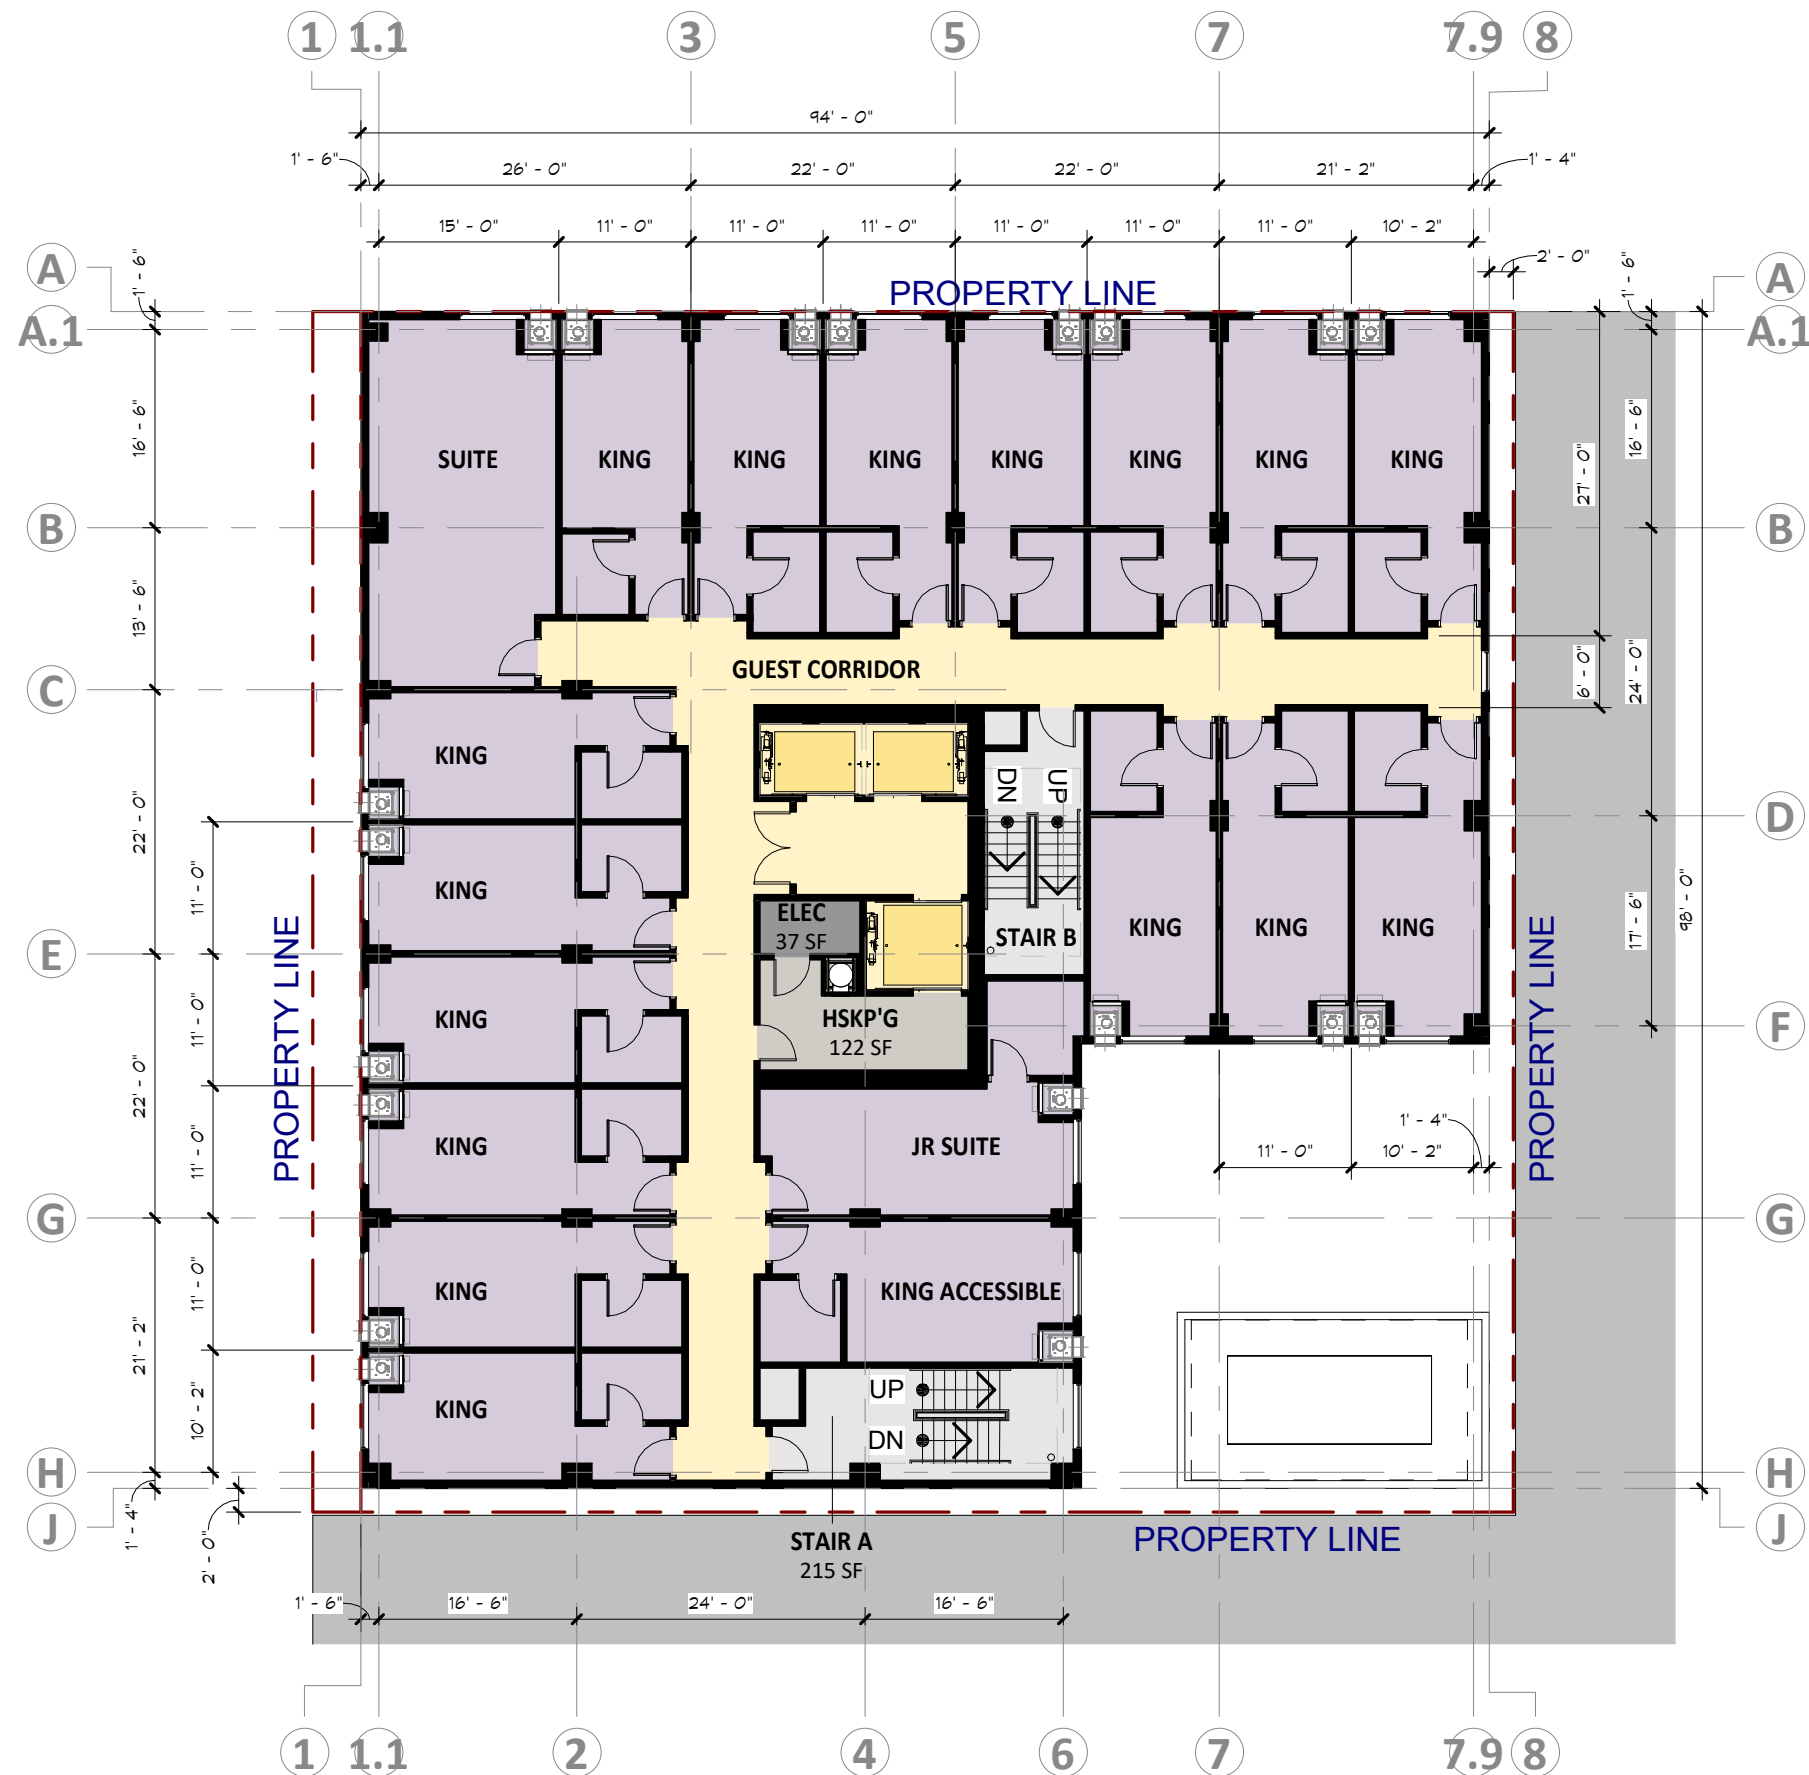 1 1.1 3 5 7 7.9 8
94' - 0"
1' - 6" 26' - 0" 22' - 0" 22' - 0" 21' - 2" 1' - 4"
15' - 0" 11' - 0" 11' - 0" 11' - 0" 11' - 0" 11' - 0" 11' - 0" 10' - 2"
2' - 0"
A 1' - 6" PROPERTY LINE 1' - 6" A
A.1 A.1
16' - 6" SUITE KING KING KING KING KING KING KING 27' - 0" 16' - 6"
B B
13' - 6" GUEST CORRIDOR 6' - 0" 24' - 0"
C
KING
DN UP
22' - 0" D
11' - 0" KING 98' - 0"
ELEC
37 SF
STAIR B KING KING KING 17' - 6"
E
PROPERTY LINE PROPERTY LINE
11' - 0" KING HSKP'G
122 SF
F
22' - 0"
11' - 0" KING JR SUITE 1' - 4"
11' - 0" 10' - 2"
G G
11' - 0" KING KING ACCESSIBLE
21' - 2"
UP
10' - 2" KING
DN
H H
J 1' - 4" 2' - 0" J
PROPERTY LINE
STAIR A
215 SF
1' - 6" 16' - 6" 24' - 0" 16' - 6"
1 1.1 2 4 6 7 7.9 8